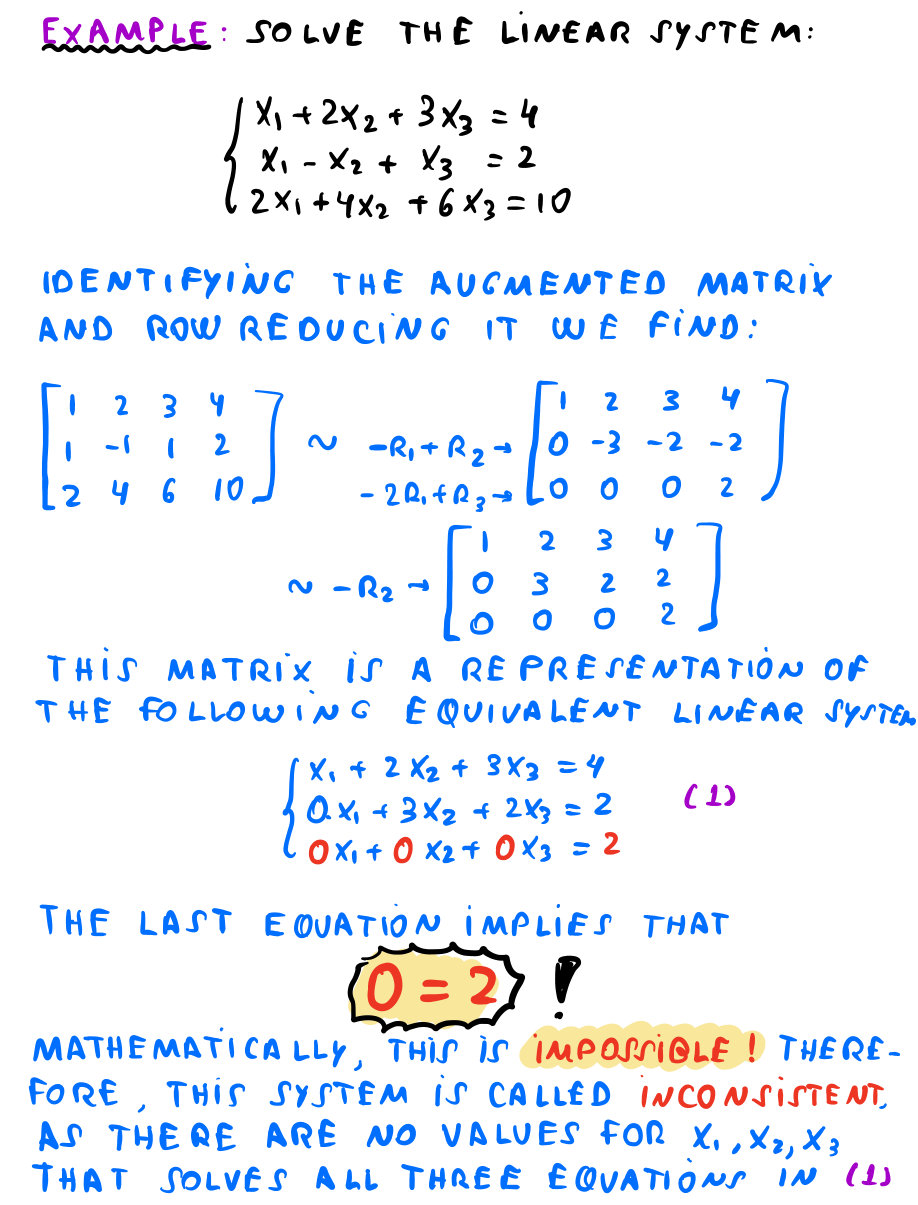 EXAMPLE: SOLVE THE LINEAR SYSTEM:
x₁ + 2x₂ + 3x₃ = 4
x₁ - x₂ + x₃ = 2
2x₁ + 4x₂ + 6x₃ = 10
IDENTIFYING THE AUGMENTED MATRIX
AND ROW REDUCING IT WE FIND:
[1 2 3 4
1 -1 1 2
2 4 6 10]
~ -R₁ + R₂ →
-2R₁ + R₃ →
[1 2 3 4
0 -3 -2 -2
0 0 0 2]
~ -R₂ →
[1 2 3 4
0 3 2 2
0 0 0 2]
THIS MATRIX IS A REPRESENTATION OF
THE FOLLOWING EQUIVALENT LINEAR SYSTEM
x₁ + 2x₂ + 3x₃ = 4
0.x₁ + 3x₂ + 2x₃ = 2 (1)
0x₁ + 0x₂ + 0x₃ = 2
THE LAST EQUATION IMPLIES THAT
0 = 2 !
MATHEMATICALLY, THIS IS IMPOSSIBLE! THERE-
FORE, THIS SYSTEM IS CALLED INCONSISTENT,
AS THERE ARE NO VALUES FOR x₁, x₂, x₃
THAT SOLVES ALL THREE EQUATIONS IN (1)